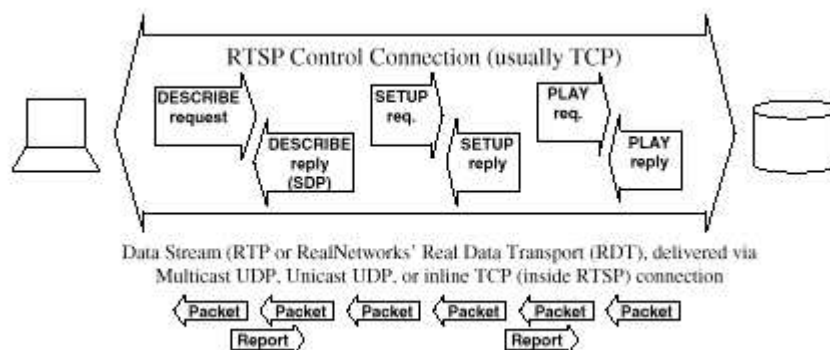 RTSP Control Connection (usually TCP)
DESCRIBE
request
DESCRIBE
reply
(SDP)
SETUP
req.
SETUP
reply
PLAY
req.
PLAY
reply
Data Stream (RTP or RealNetworks' Real Data Transport (RDT), delivered via
Multicast UDP, Unicast UDP, or inline TCP (inside RTSP) connection
Packet Packet Packet Packet Packet Packet
Report Report